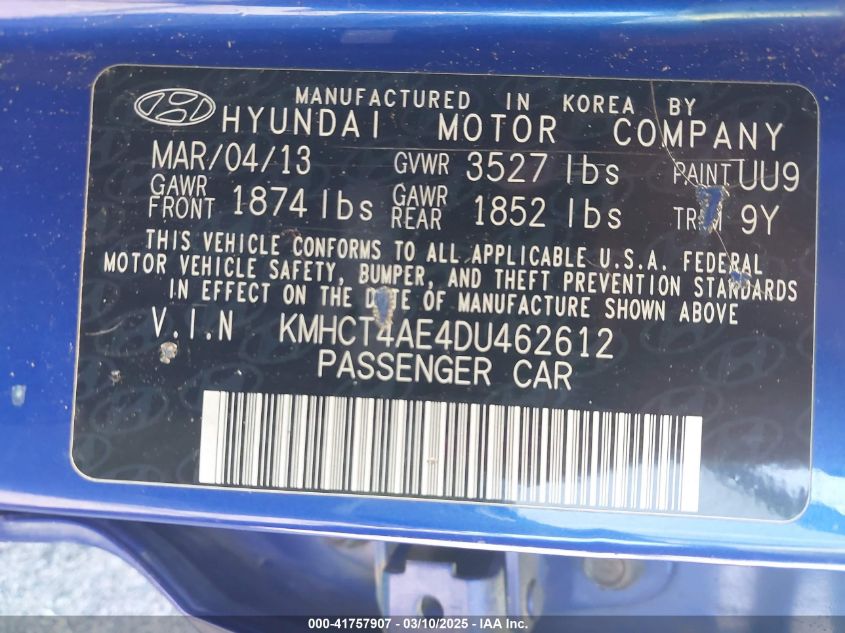 MANUFACTURED IN KOREA BY
HYUNDAI MOTOR COMPANY
MAR/04/13 GVWR 3527 lbs PAINT UU9
GAWR FRONT 1874 lbs GAWR REAR 1852 lbs TRIM 9Y
THIS VEHICLE CONFORMS TO ALL APPLICABLE U.S.A. FEDERAL
MOTOR VEHICLE SAFETY, BUMPER, AND THEFT PREVENTION STANDARDS
IN EFFECT ON THE DATE OF MANUFACTURE SHOWN ABOVE
V.I.N KMHCT4AE4DU462612
PASSENGER CAR
000-41757907 - 03/10/2025 - IAA Inc.